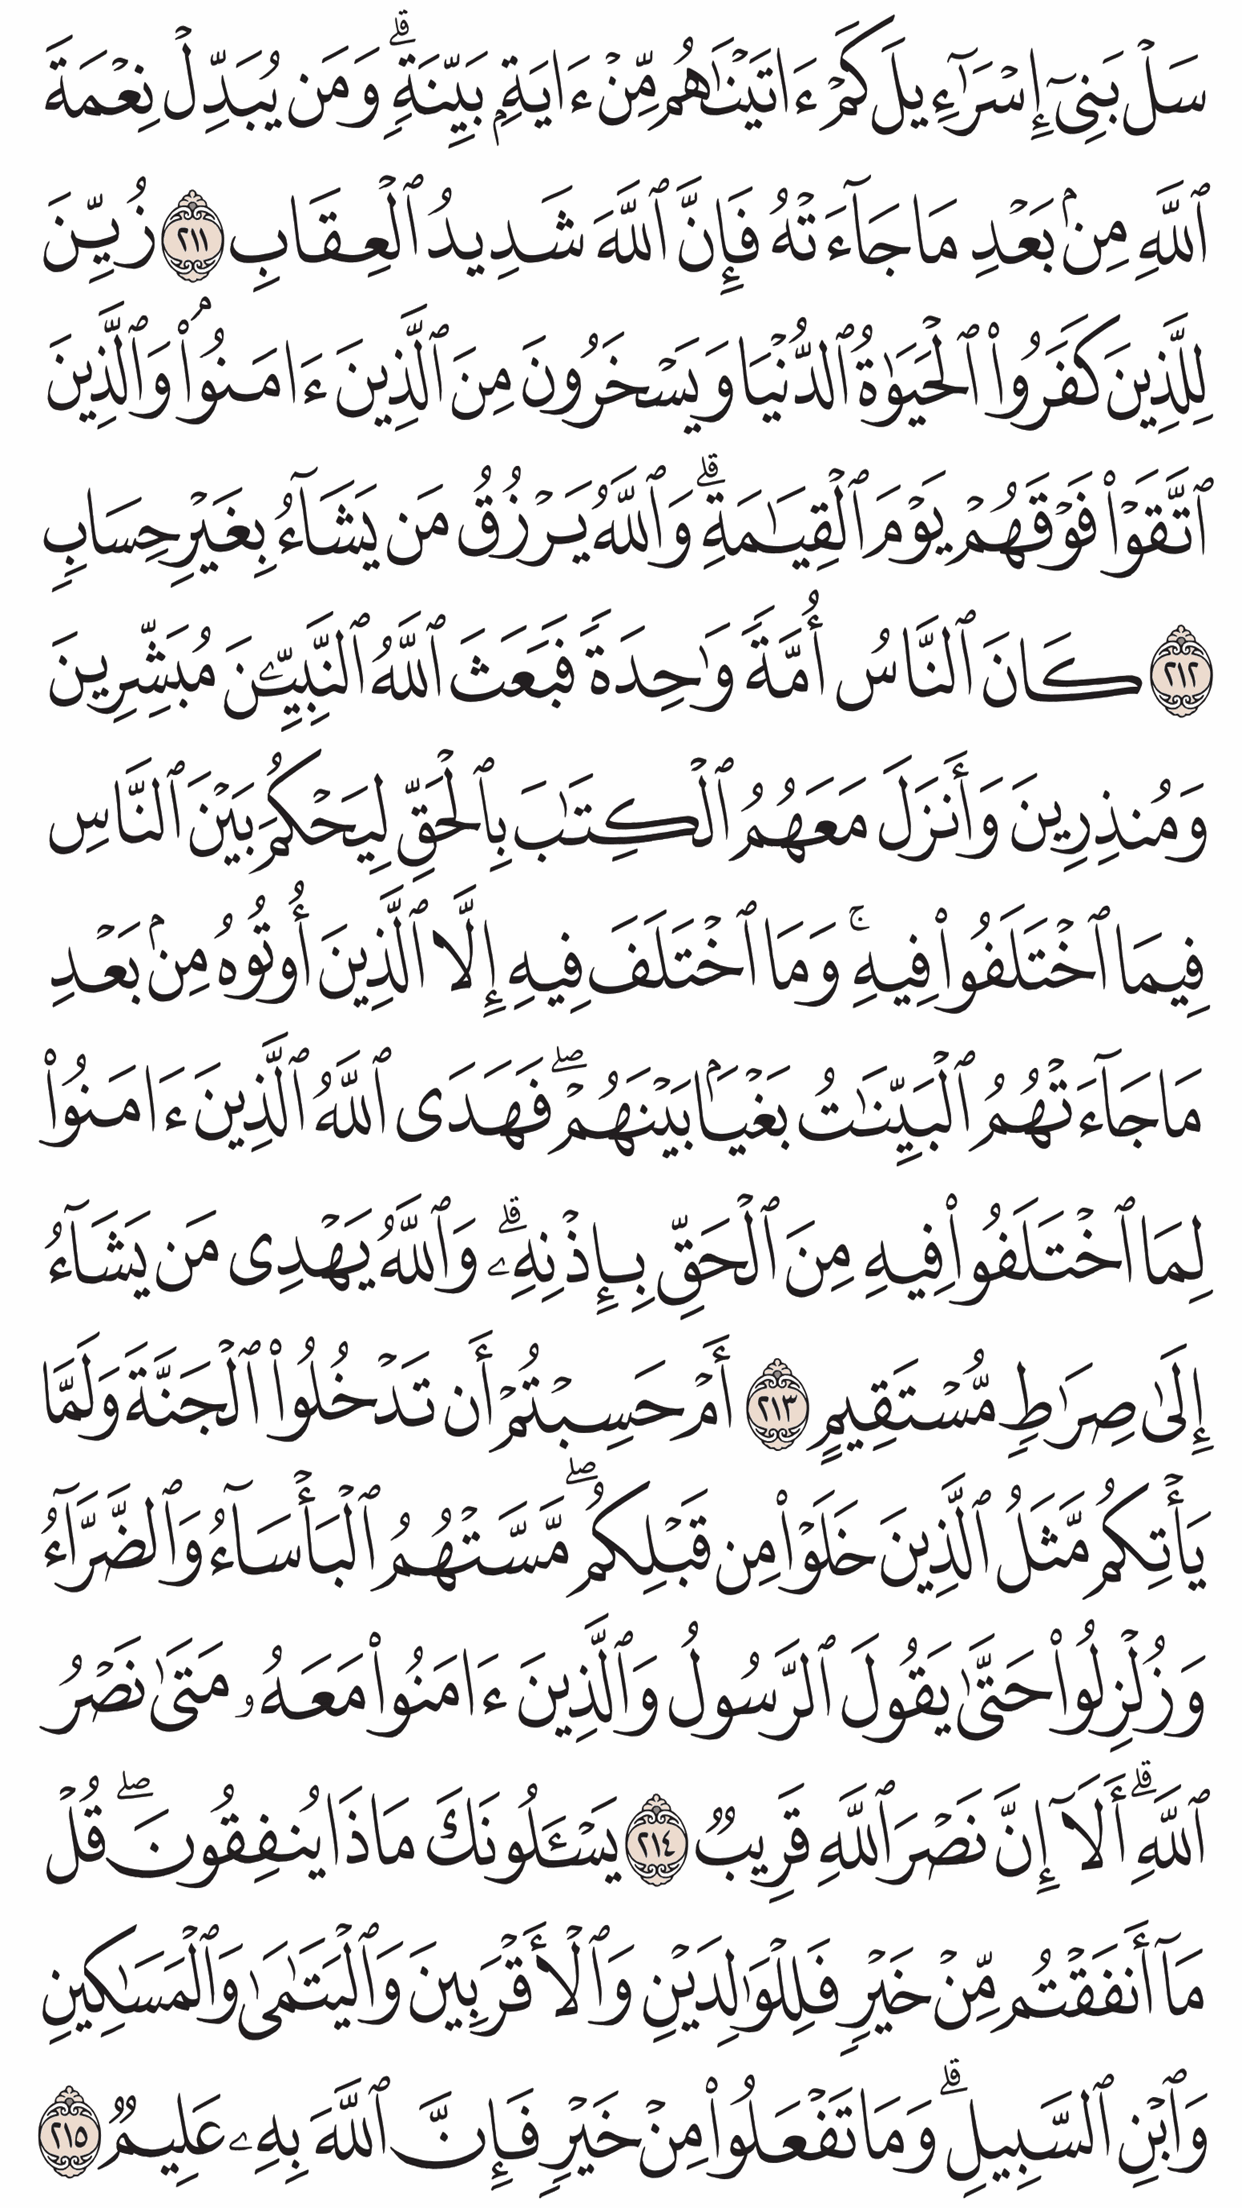 سَلْ بَنِىٓ إِسْرَٰٓءِيلَ كَمْ ءَاتَيْنَٰهُم مِّنْ ءَايَةٍۭ بَيِّنَةٍۗ وَمَن يُبَدِّلْ نِعْمَةَ
ٱللَّهِ مِنۢ بَعْدِ مَا جَآءَتْهُ فَإِنَّ ٱللَّهَ شَدِيدُ ٱلْعِقَابِ ٢١١ زُيِّنَ
لِلَّذِينَ كَفَرُوا۟ ٱلْحَيَوٰةُ ٱلدُّنْيَا وَيَسْخَرُونَ مِنَ ٱلَّذِينَ ءَامَنُوا۟ۘ وَٱلَّذِينَ
ٱتَّقَوْا۟ فَوْقَهُمْ يَوْمَ ٱلْقِيَٰمَةِۗ وَٱللَّهُ يَرْزُقُ مَن يَشَآءُ بِغَيْرِ حِسَابٍ
٢١٢ كَانَ ٱلنَّاسُ أُمَّةً وَٰحِدَةً فَبَعَثَ ٱللَّهُ ٱلنَّبِيِّۦنَ مُبَشِّرِينَ
وَمُنذِرِينَ وَأَنزَلَ مَعَهُمُ ٱلْكِتَٰبَ بِٱلْحَقِّ لِيَحْكُمَ بَيْنَ ٱلنَّاسِ
فِيمَا ٱخْتَلَفُوا۟ فِيهِۚ وَمَا ٱخْتَلَفَ فِيهِ إِلَّا ٱلَّذِينَ أُوتُوهُ مِنۢ بَعْدِ
مَا جَآءَتْهُمُ ٱلْبَيِّنَٰتُ بَغْيًۢا بَيْنَهُمْۖ فَهَدَى ٱللَّهُ ٱلَّذِينَ ءَامَنُوا۟
لِمَا ٱخْتَلَفُوا۟ فِيهِ مِنَ ٱلْحَقِّ بِإِذْنِهِۦۗ وَٱللَّهُ يَهْدِى مَن يَشَآءُ
إِلَىٰ صِرَٰطٍ مُّسْتَقِيمٍ ٢١٣ أَمْ حَسِبْتُمْ أَن تَدْخُلُوا۟ ٱلْجَنَّةَ وَلَمَّا
يَأْتِكُم مَّثَلُ ٱلَّذِينَ خَلَوْا۟ مِن قَبْلِكُمۖ مَّسَّتْهُمُ ٱلْبَأْسَآءُ وَٱلضَّرَّآءُ
وَزُلْزِلُوا۟ حَتَّىٰ يَقُولَ ٱلرَّسُولُ وَٱلَّذِينَ ءَامَنُوا۟ مَعَهُۥ مَتَىٰ نَصْرُ
ٱللَّهِۗ أَلَآ إِنَّ نَصْرَ ٱللَّهِ قَرِيبٌ ٢١٤ يَسْـَٔلُونَكَ مَاذَا يُنفِقُونَۖ قُلْ
مَآ أَنفَقْتُم مِّنْ خَيْرٍ فَلِلْوَٰلِدَيْنِ وَٱلْأَقْرَبِينَ وَٱلْيَتَٰمَىٰ وَٱلْمَسَٰكِينِ
وَٱبْنِ ٱلسَّبِيلِۗ وَمَا تَفْعَلُوا۟ مِنْ خَيْرٍ فَإِنَّ ٱللَّهَ بِهِۦ عَلِيمٌ ٢١٥